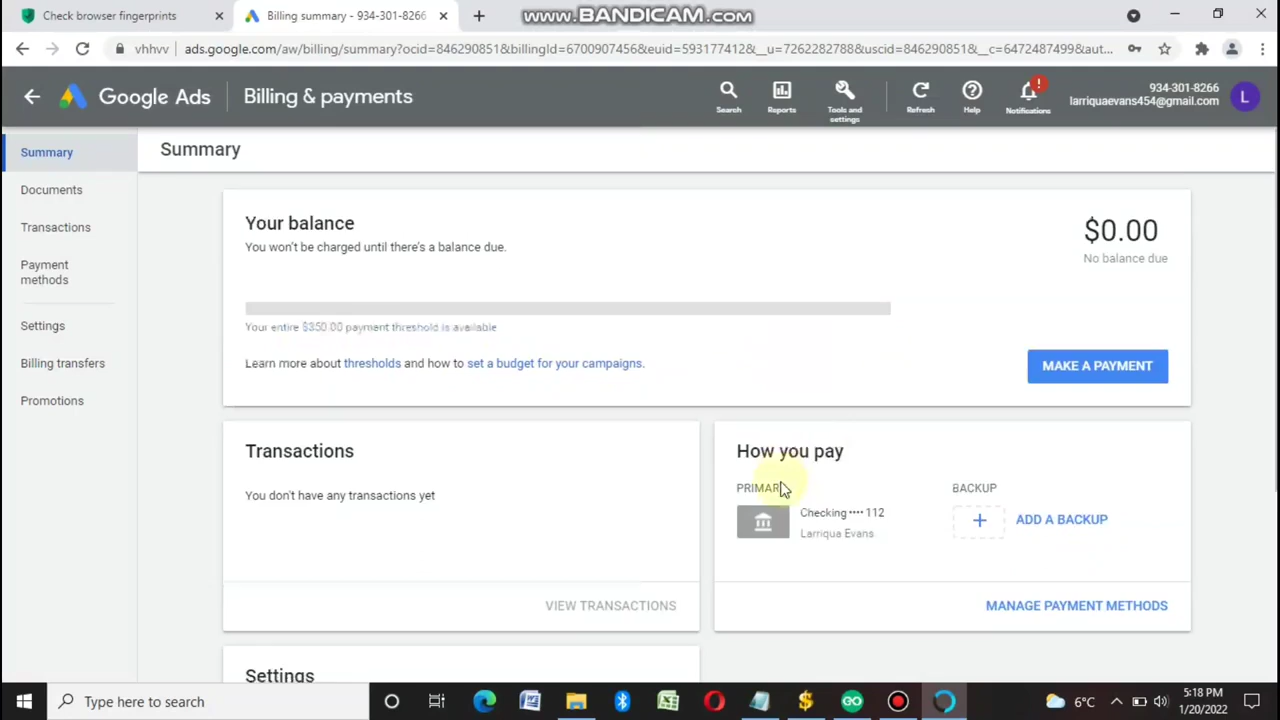 Check browser fingerprints
Billing summary - 934-301-8266
www.BANDICAM.com
ads.google.com/aw/billing/summary?ocid=846290851&billingId=6700907456&euid=593177412&__u=7262282788&uscid=846290851&__c=6472487499&aut...
vhhvv
Google Ads
Billing & payments
Search
Reports
Tools and settings
Refresh
Help
!
Notifications
934-301-8266
larriquaevans454@gmail.com
L
Summary
Documents
Transactions
Payment
methods
Settings
Billing transfers
Promotions
Summary
Your balance
You won't be charged until there's a balance due.
$0.00
No balance due
Your entire $350.00 payment threshold is available
Learn more about thresholds and how to set a budget for your campaigns.
MAKE A PAYMENT
Transactions
You don't have any transactions yet
VIEW TRANSACTIONS
How you pay
PRIMARY
Checking •••• 112
Larriqua Evans
BACKUP
ADD A BACKUP
MANAGE PAYMENT METHODS
Settings
Type here to search
6°C
5:18 PM
1/20/2022